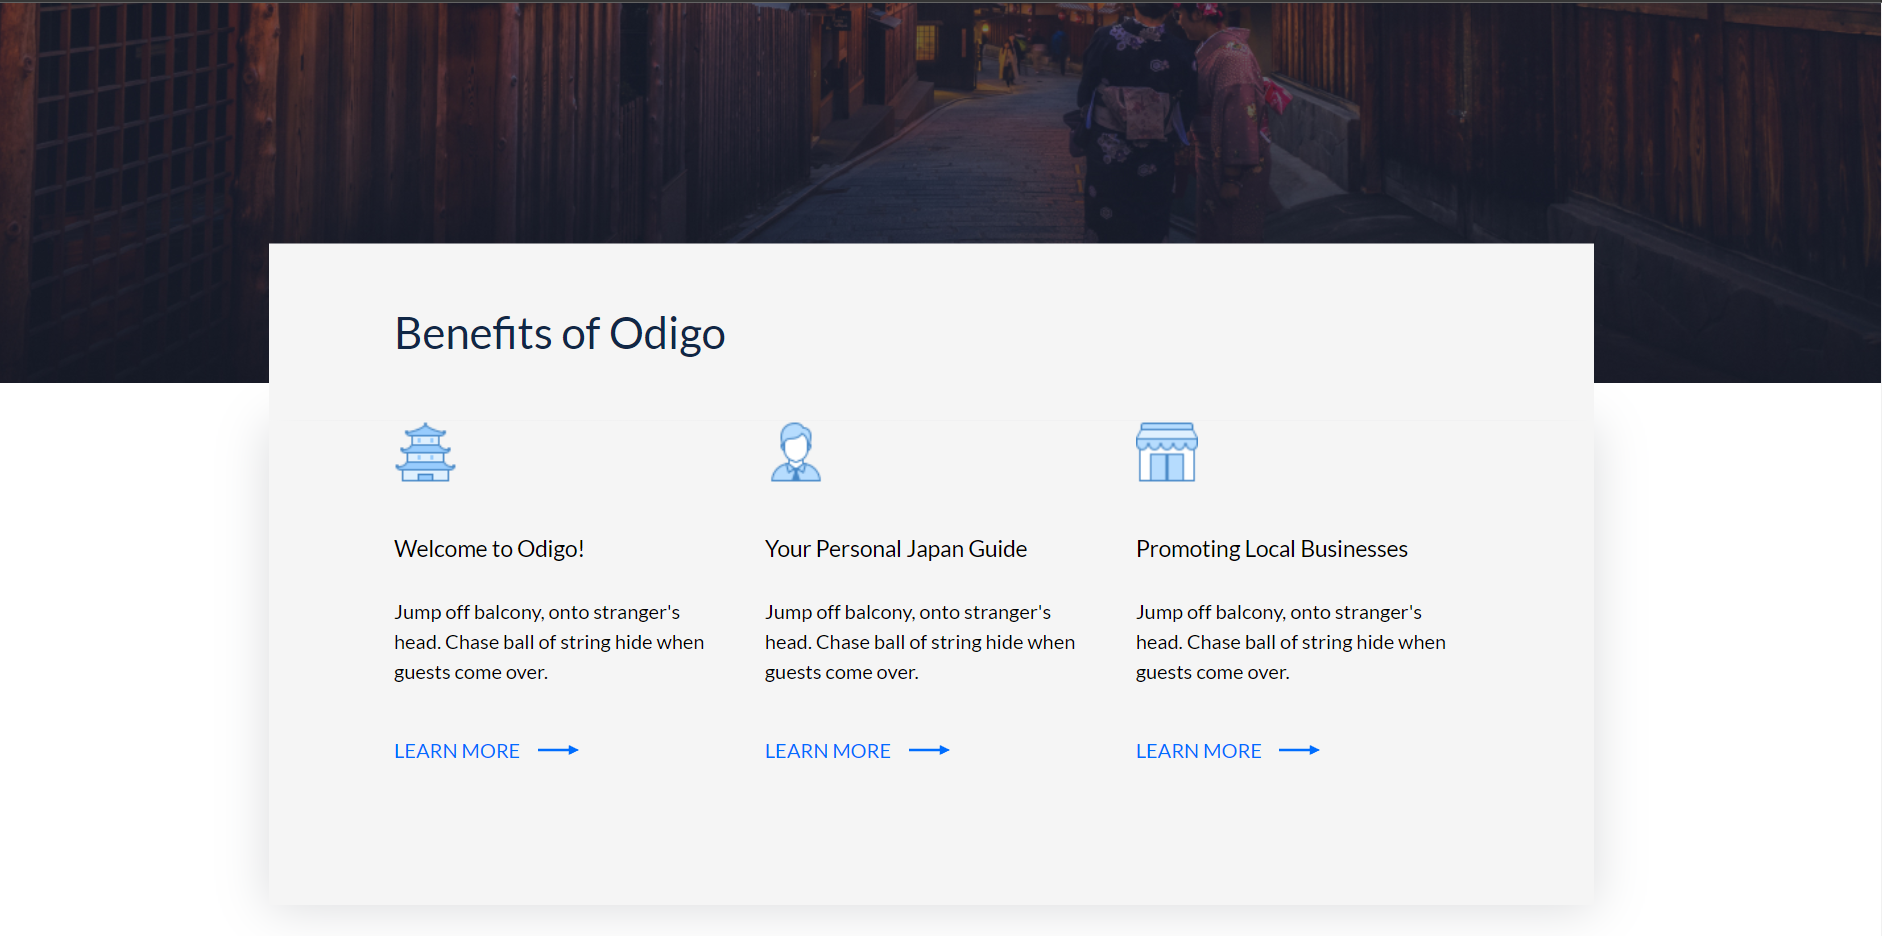 Benefits of Odigo
Welcome to Odigo!
Jump off balcony, onto stranger's
head. Chase ball of string hide when
guests come over.
LEARN MORE
Your Personal Japan Guide
Jump off balcony, onto stranger's
head. Chase ball of string hide when
guests come over.
LEARN MORE
Promoting Local Businesses
Jump off balcony, onto stranger's
head. Chase ball of string hide when
guests come over.
LEARN MORE